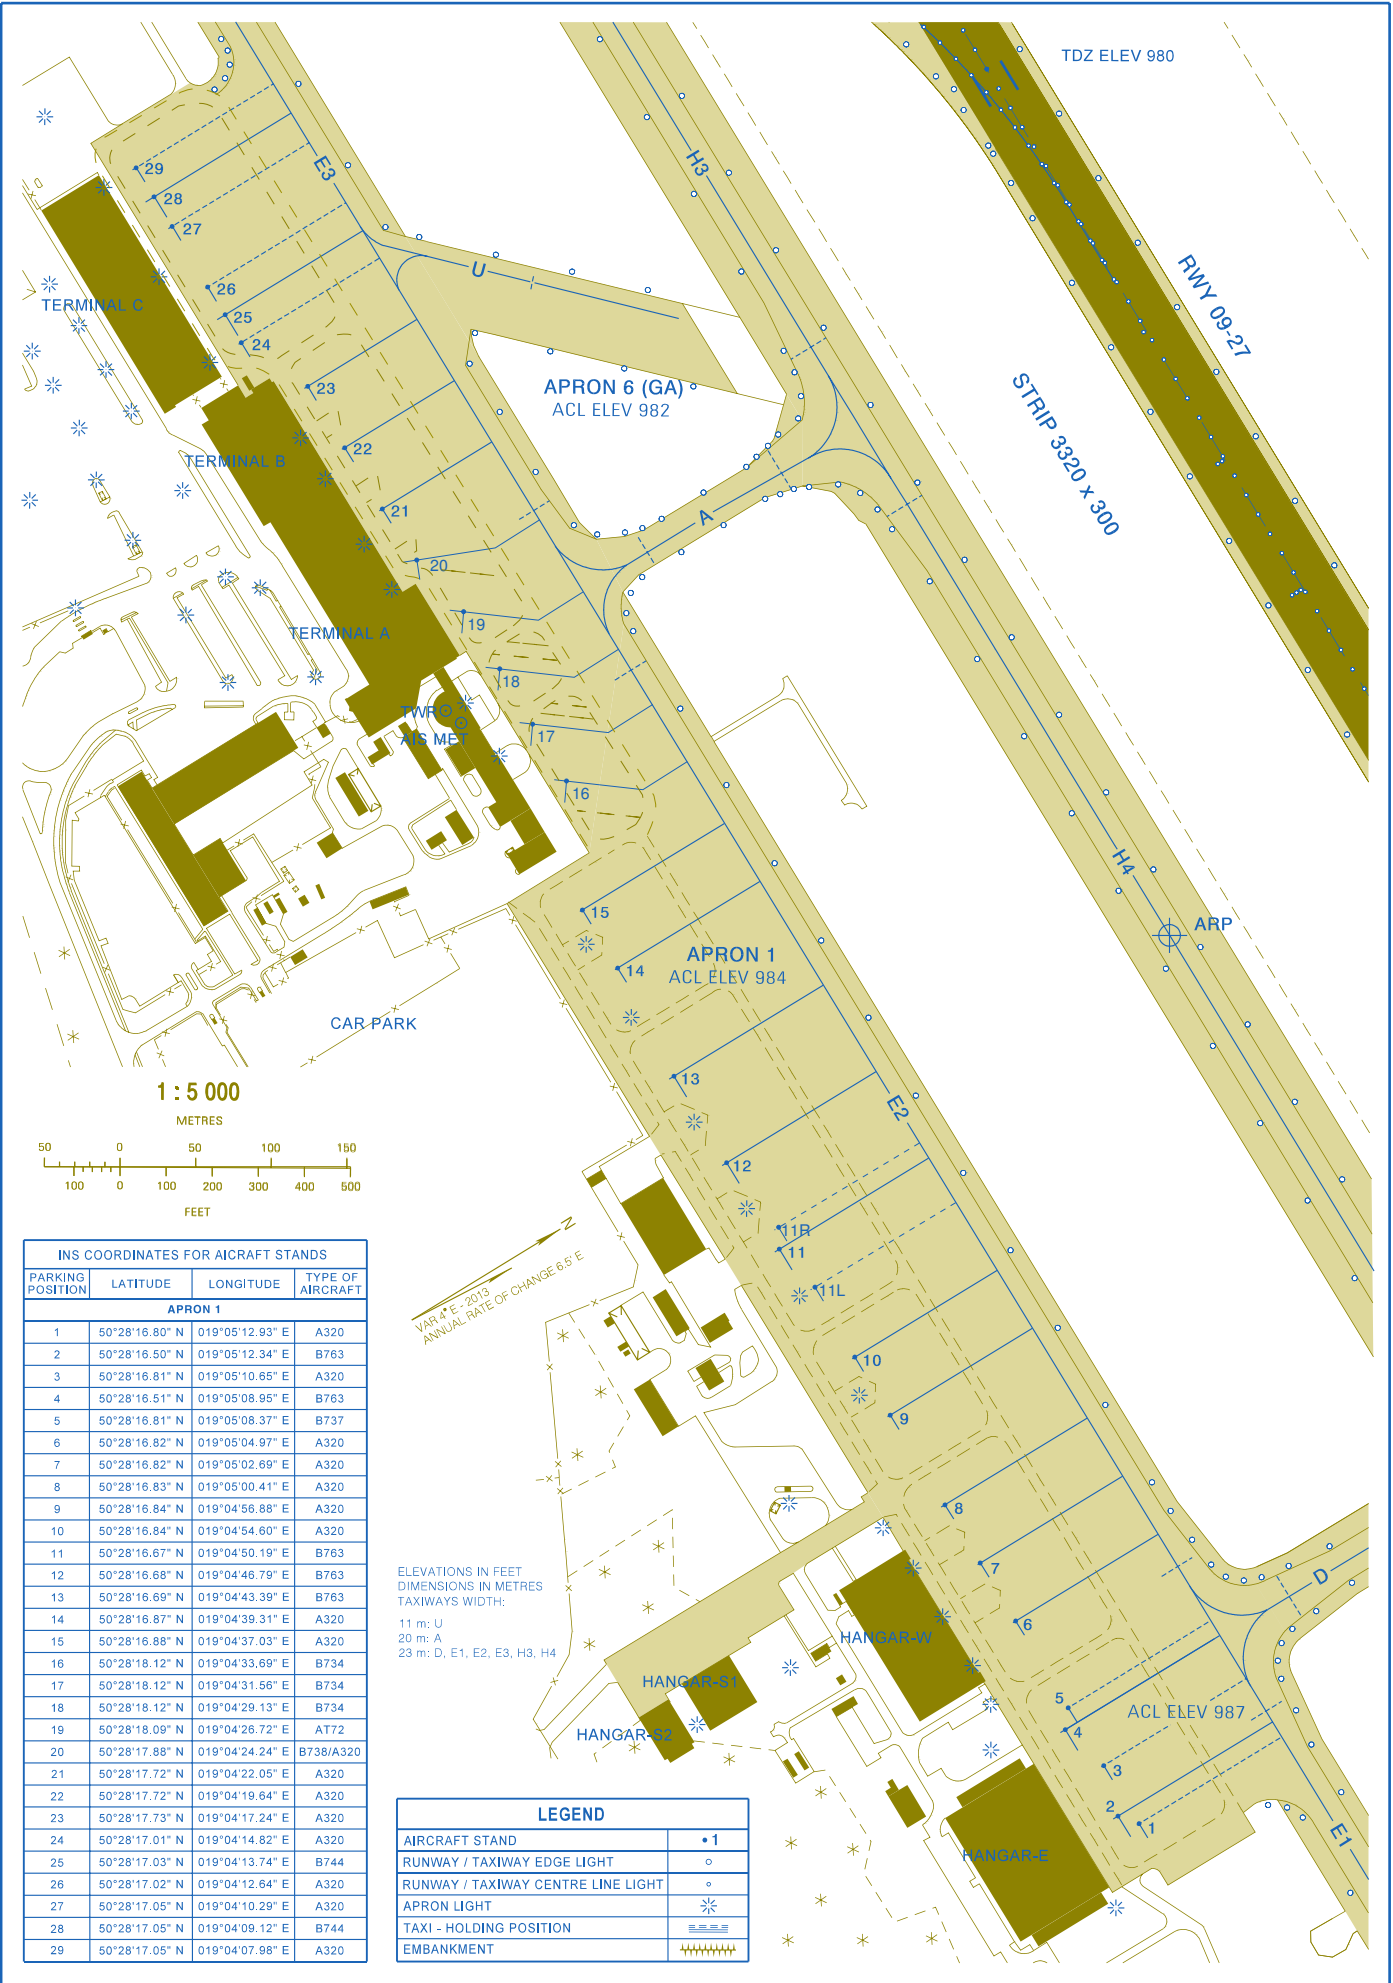 TDZ ELEV 980
29
28
27
26
25
24
23
22
21
20
19
18
17
16
15
14
13
12
11R
11
11L
10
9
8
7
6
5
4
3
2
1
E3
H3
U
A
H4
E2
D
E1
RWY 09-27
STRIP 3320 x 300
TERMINAL C
TERMINAL B
TERMINAL A
APRON 6 (GA)
ACL ELEV 982
TWR
AIS MET
APRON 1
ACL ELEV 984
ARP
CAR PARK
ACL ELEV 987
HANGAR-W
HANGAR-S1
HANGAR-S2
HANGAR-E
1 : 5 000
METRES
50 0 50 100 150
100 0 100 200 300 400 500
FEET
N
VAR 4° E - 2013
ANNUAL RATE OF CHANGE 6.5' E
INS COORDINATES FOR AICRAFT STANDS
PARKING POSITION LATITUDE LONGITUDE TYPE OF AIRCRAFT
APRON 1
1 50°28'16.80" N 019°05'12.93" E A320
2 50°28'16.50" N 019°05'12.34" E B763
3 50°28'16.81" N 019°05'10.65" E A320
4 50°28'16.51" N 019°05'08.95" E B763
5 50°28'16.81" N 019°05'08.37" E B737
6 50°28'16.82" N 019°05'04.97" E A320
7 50°28'16.82" N 019°05'02.69" E A320
8 50°28'16.83" N 019°05'00.41" E A320
9 50°28'16.84" N 019°04'56.88" E A320
10 50°28'16.84" N 019°04'54.60" E A320
11 50°28'16.67" N 019°04'50.19" E B763
12 50°28'16.68" N 019°04'46.79" E B763
13 50°28'16.69" N 019°04'43.39" E B763
14 50°28'16.87" N 019°04'39.31" E A320
15 50°28'16.88" N 019°04'37.03" E A320
16 50°28'18.12" N 019°04'33.69" E B734
17 50°28'18.12" N 019°04'31.56" E B734
18 50°28'18.12" N 019°04'29.13" E B734
19 50°28'18.09" N 019°04'26.72" E AT72
20 50°28'17.88" N 019°04'24.24" E B738/A320
21 50°28'17.72" N 019°04'22.05" E A320
22 50°28'17.72" N 019°04'19.64" E A320
23 50°28'17.73" N 019°04'17.24" E A320
24 50°28'17.01" N 019°04'14.82" E A320
25 50°28'17.03" N 019°04'13.74" E B744
26 50°28'17.02" N 019°04'12.64" E A320
27 50°28'17.05" N 019°04'10.29" E A320
28 50°28'17.05" N 019°04'09.12" E B744
29 50°28'17.05" N 019°04'07.98" E A320
ELEVATIONS IN FEET
DIMENSIONS IN METRES
TAXIWAYS WIDTH:
11 m: U
20 m: A
23 m: D, E1, E2, E3, H3, H4
LEGEND
AIRCRAFT STAND 1
RUNWAY / TAXIWAY EDGE LIGHT
RUNWAY / TAXIWAY CENTRE LINE LIGHT
APRON LIGHT
TAXI - HOLDING POSITION
EMBANKMENT